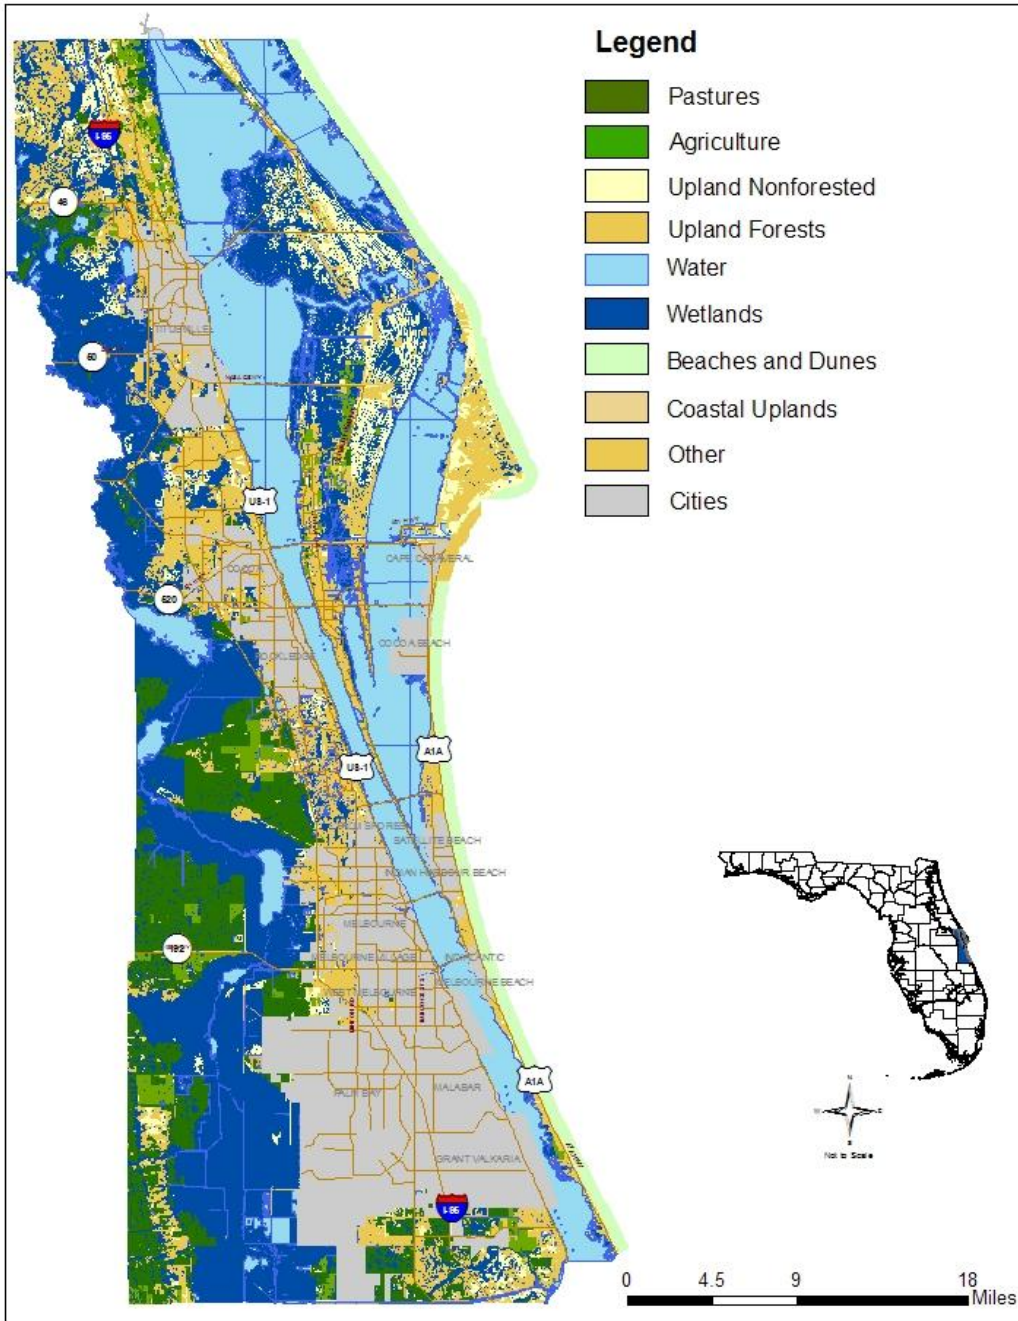 Legend
Pastures
Agriculture
Upland Nonforested
Upland Forests
Water
Wetlands
Beaches and Dunes
Coastal Uplands
Other
Cities
I-95
46
50
US-1
CAPE CANAVERAL
520
COCOA BEACH
ROCKLEDGE
A1A
US-1
SATELLITE BEACH
INDIAN HARBOUR BEACH
MELBOURNE
192
MELBOURNE VILLAGE
INDIALANTIC
MELBOURNE BEACH
WEST MELBOURNE
A1A
PALM BAY
MALABAR
GRANT VALKARIA
I-95
N
W
E
S
Not to Scale
0 4.5 9 18
Miles